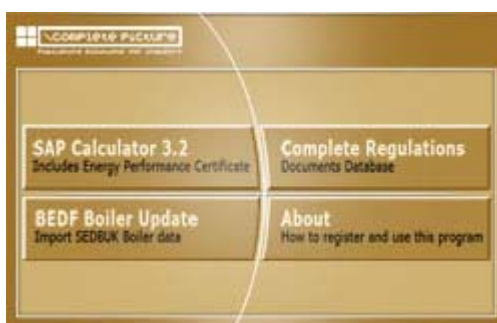 Complete Picture
SAP Calculator 3.2
Includes Energy Performance Certificate
Complete Regulations
Documents Database
BEDF Boiler Update
Import SEDBUK Boiler data
About
How to register and use this program